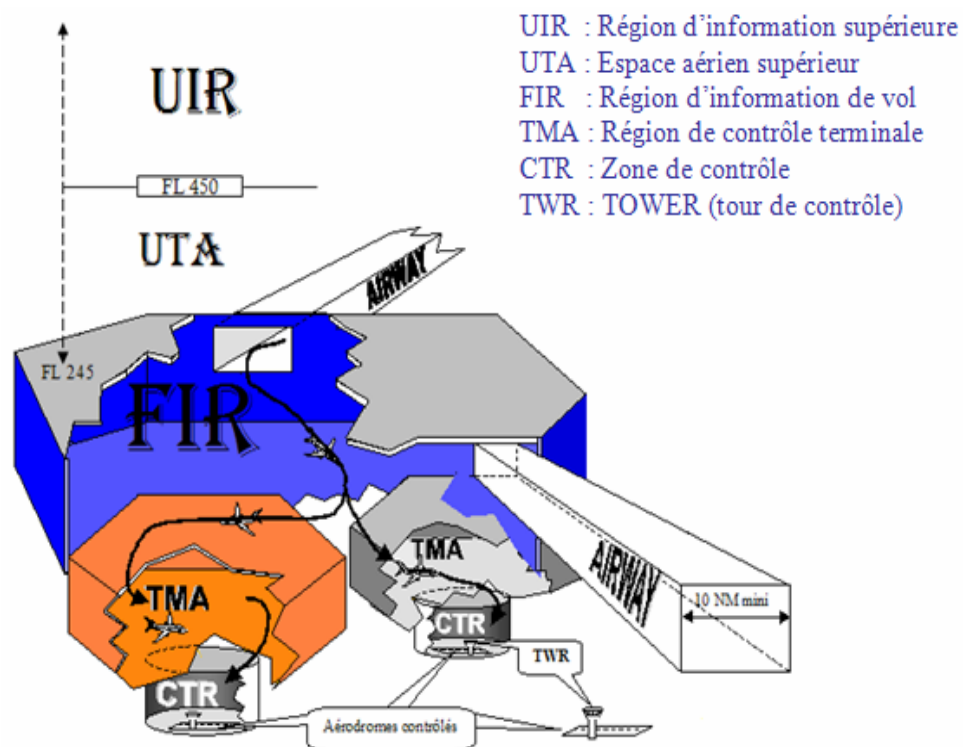 UIR : Région d'information supérieure
UTA : Espace aérien supérieur
FIR : Région d'information de vol
TMA : Région de contrôle terminale
CTR : Zone de contrôle
TWR : TOWER (tour de contrôle)
UIR
FL 450
UTA
AIRWAY
FL 245
FIR
TMA
TMA
AIRWAY
10 NM mini
CTR
TWR
CTR
Aérodromes contrôlés